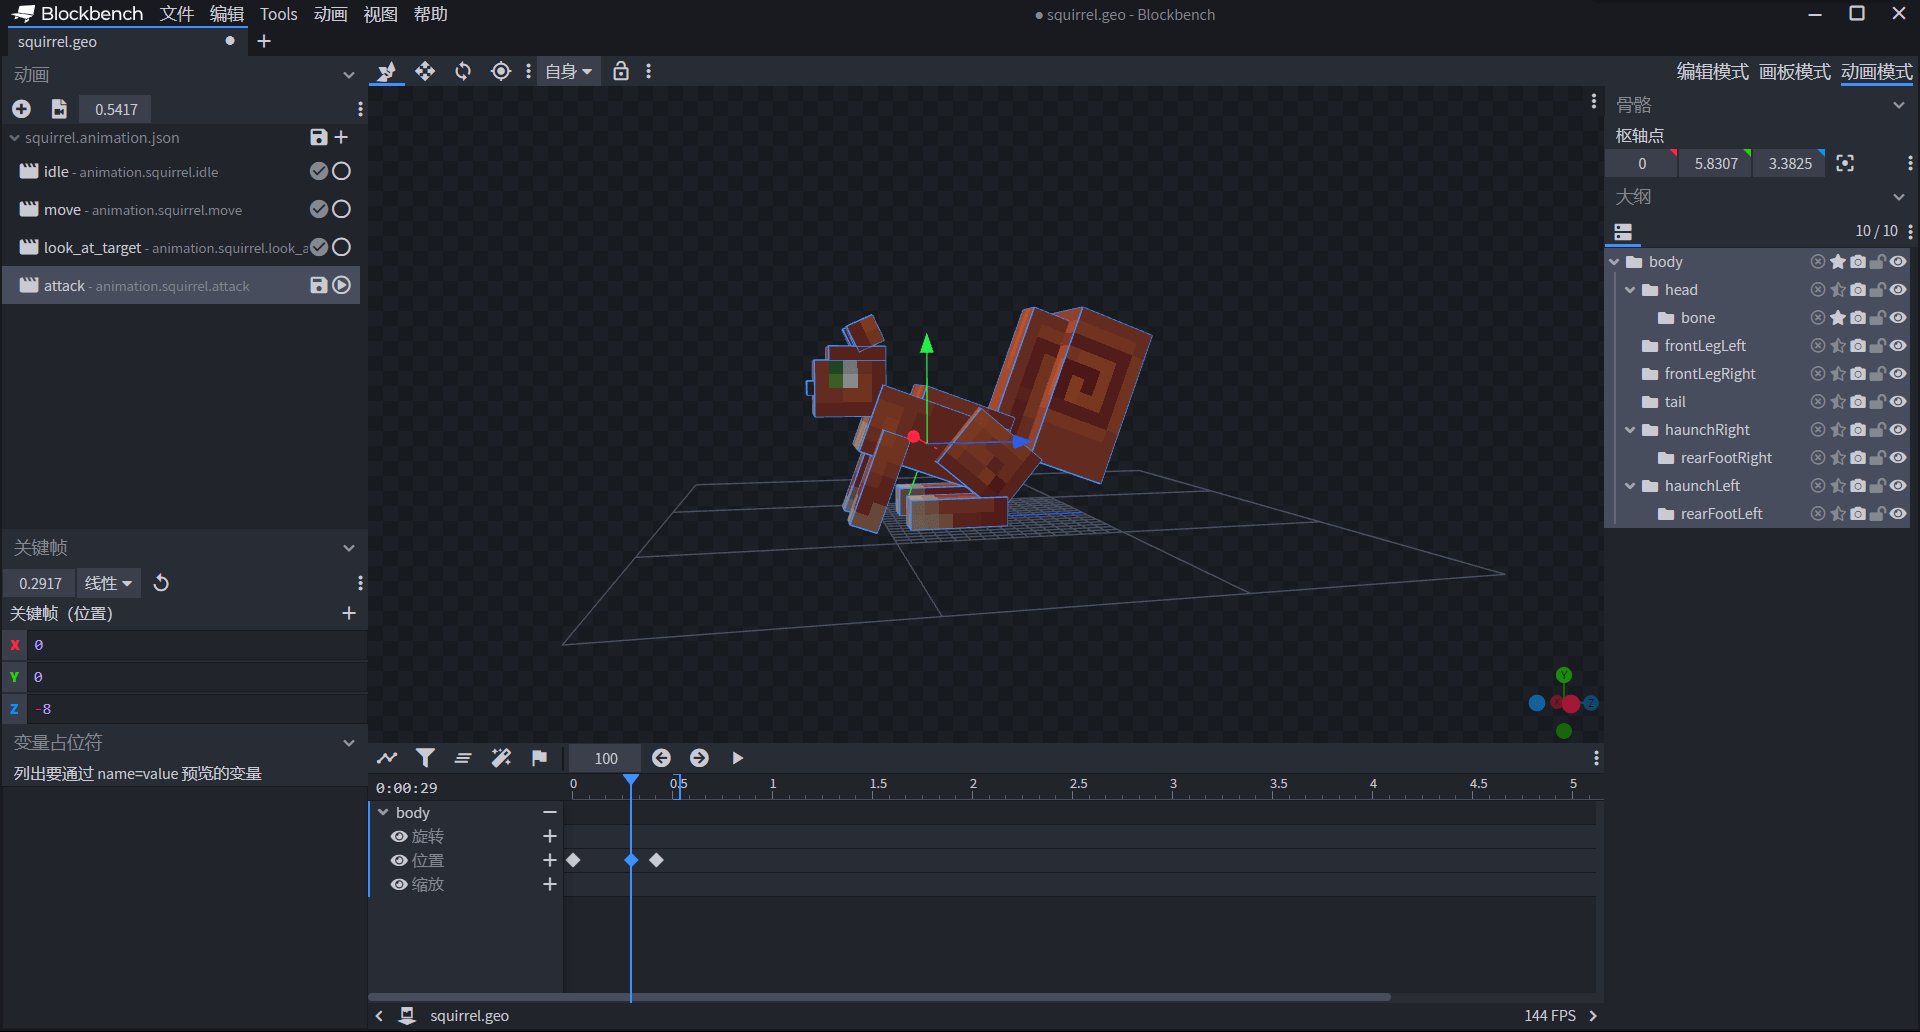 Blockbench 文件 编辑 Tools 动画 视图 帮助
● squirrel.geo - Blockbench
squirrel.geo
动画
0.5417
squirrel.animation.json
idle - animation.squirrel.idle
move - animation.squirrel.move
look_at_target - animation.squirrel.look_a
attack - animation.squirrel.attack
关键帧
0.2917 线性
关键帧（位置）
X 0
Y 0
Z -8
变量占位符
列出要通过 name=value 预览的变量
自身
编辑模式 画板模式 动画模式
骨骼
枢轴点
0 5.8307 3.3825
大纲
10 / 10
body
head
bone
frontLegLeft
frontLegRight
tail
haunchRight
rearFootRight
haunchLeft
rearFootLeft
Y
X
Z
100
0:00:29
0 0.5 1 1.5 2 2.5 3 3.5 4 4.5 5
body
旋转
位置
缩放
squirrel.geo
144 FPS